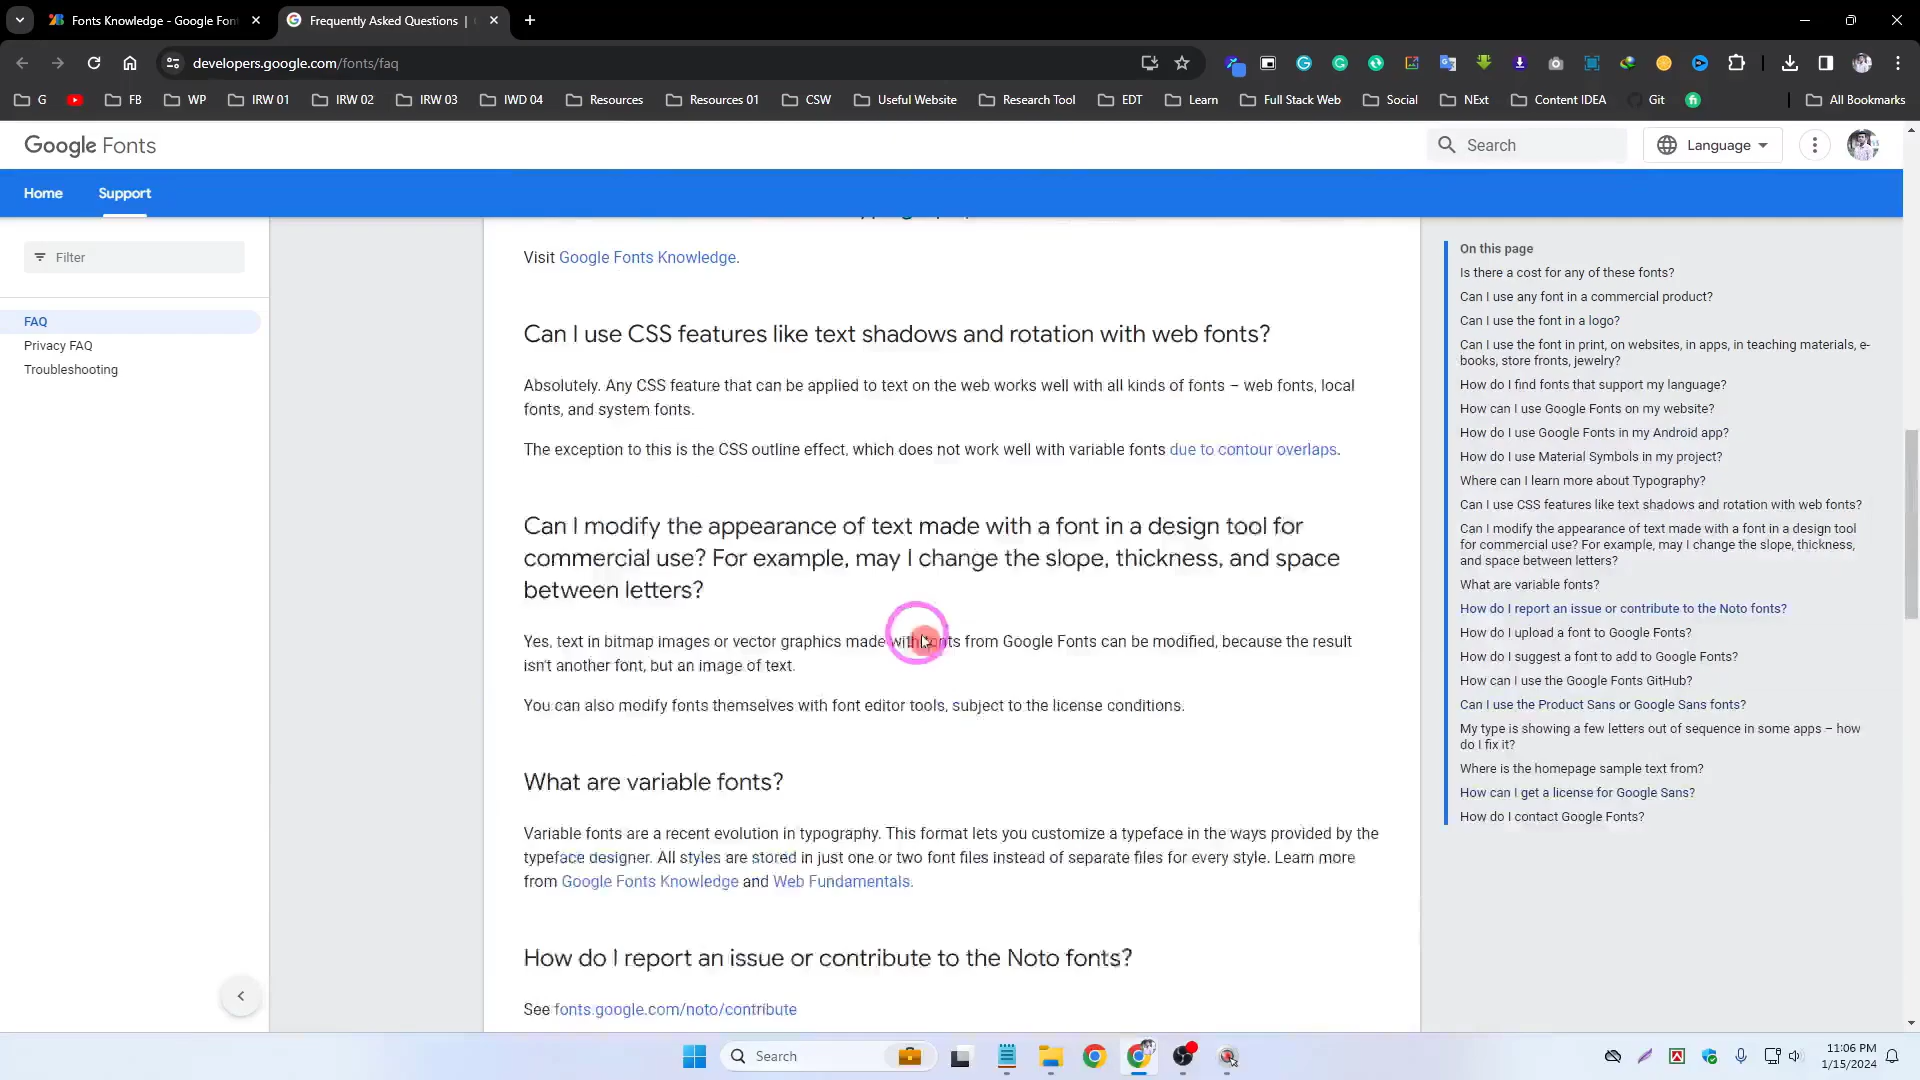 Fonts Knowledge - Google Fon
Frequently Asked Questions |
developers.google.com/fonts/faq
G
FB
WP
IRW 01
IRW 02
IRW 03
IWD 04
Resources
Resources 01
CSW
Useful Website
Research Tool
EDT
Learn
Full Stack Web
Social
NExt
Content IDEA
Git
All Bookmarks
Google Fonts
Search
Language
Home
Support
Filter
FAQ
Privacy FAQ
Troubleshooting
Visit Google Fonts Knowledge.
Can I use CSS features like text shadows and rotation with web fonts?
Absolutely. Any CSS feature that can be applied to text on the web works well with all kinds of fonts – web fonts, local
fonts, and system fonts.
The exception to this is the CSS outline effect, which does not work well with variable fonts due to contour overlaps.
Can I modify the appearance of text made with a font in a design tool for
commercial use? For example, may I change the slope, thickness, and space
between letters?
Yes, text in bitmap images or vector graphics made with fonts from Google Fonts can be modified, because the result
isn't another font, but an image of text.
You can also modify fonts themselves with font editor tools, subject to the license conditions.
What are variable fonts?
Variable fonts are a recent evolution in typography. This format lets you customize a typeface in the ways provided by the
typeface designer. All styles are stored in just one or two font files instead of separate files for every style. Learn more
from Google Fonts Knowledge and Web Fundamentals.
How do I report an issue or contribute to the Noto fonts?
See fonts.google.com/noto/contribute
On this page
Is there a cost for any of these fonts?
Can I use any font in a commercial product?
Can I use the font in a logo?
Can I use the font in print, on websites, in apps, in teaching materials, e-
books, store fronts, jewelry?
How do I find fonts that support my language?
How can I use Google Fonts on my website?
How do I use Google Fonts in my Android app?
How do I use Material Symbols in my project?
Where can I learn more about Typography?
Can I use CSS features like text shadows and rotation with web fonts?
Can I modify the appearance of text made with a font in a design tool
for commercial use? For example, may I change the slope, thickness,
and space between letters?
What are variable fonts?
How do I report an issue or contribute to the Noto fonts?
How do I upload a font to Google Fonts?
How do I suggest a font to add to Google Fonts?
How can I use the Google Fonts GitHub?
Can I use the Product Sans or Google Sans fonts?
My type is showing a few letters out of sequence in some apps – how
do I fix it?
Where is the homepage sample text from?
How can I get a license for Google Sans?
How do I contact Google Fonts?
Search
11:06 PM
1/15/2024